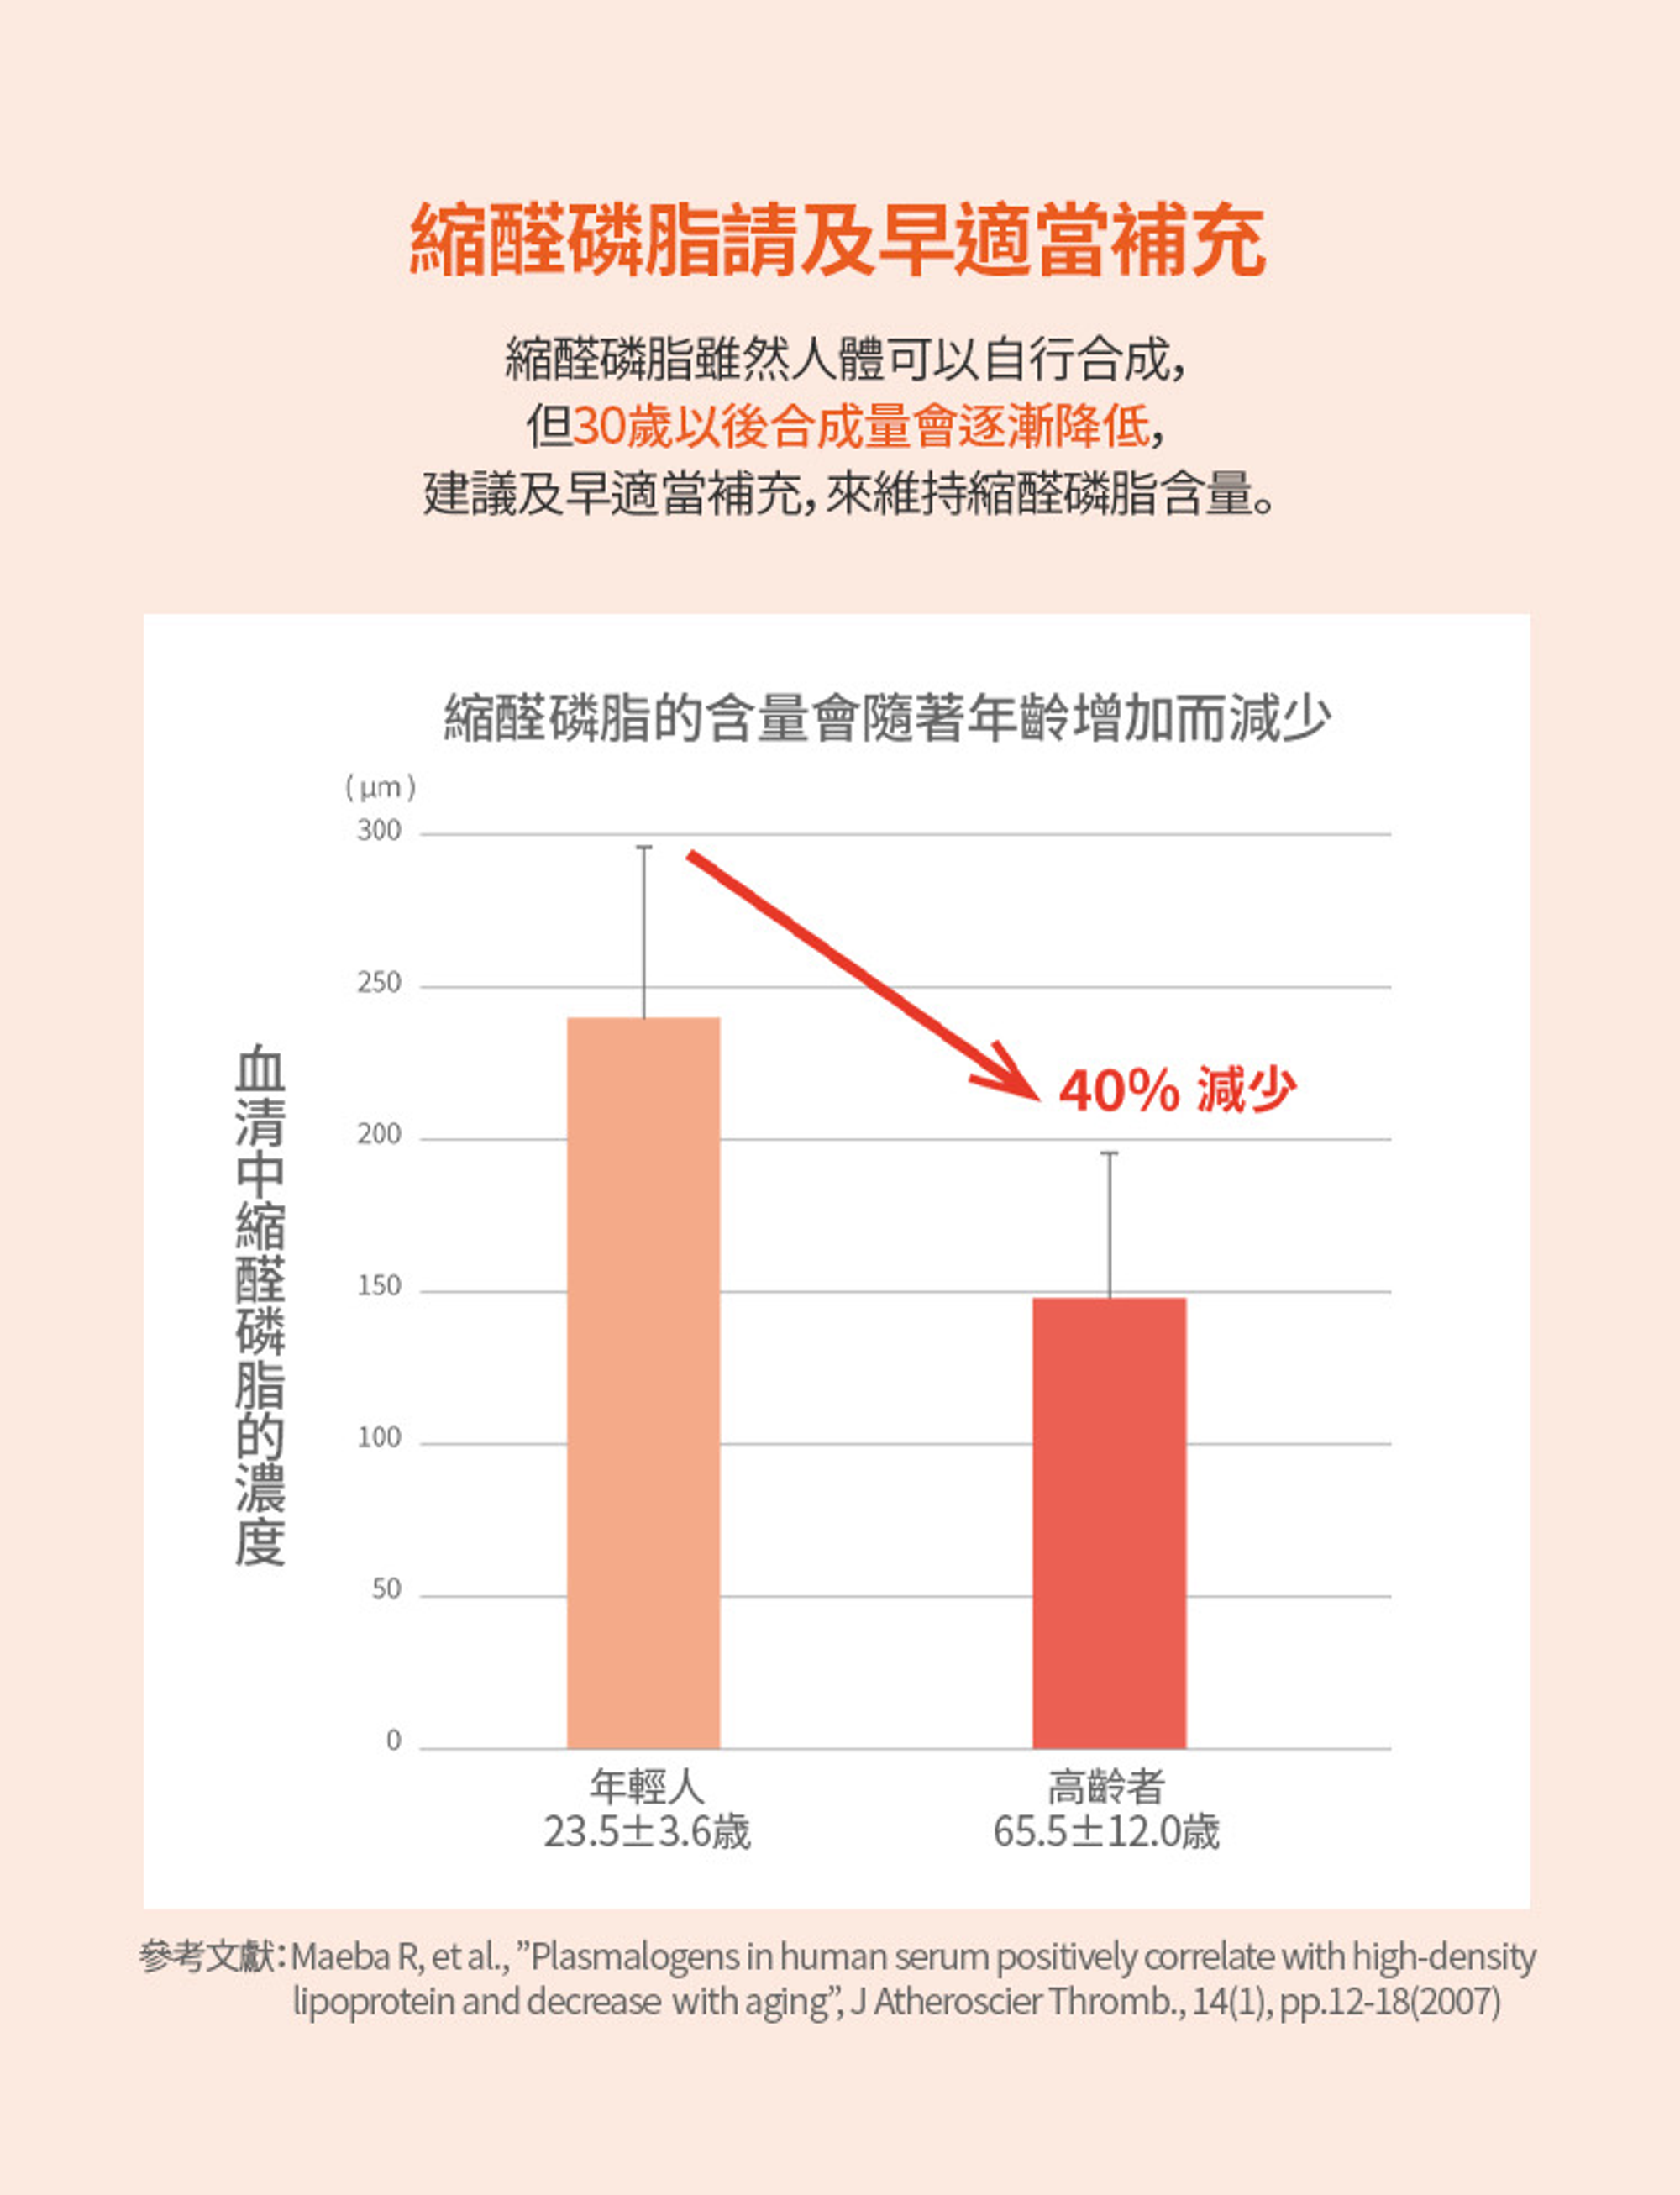 縮醛磷脂請及早適當補充
縮醛磷脂雖然人體可以自行合成，
但30歲以後合成量會逐漸降低，
建議及早適當補充，來維持縮醛磷脂含量。
縮醛磷脂的含量會隨著年齡增加而減少
(μm)
300
250
200
150
100
50
0
血清中縮醛磷脂的濃度
40% 減少
年輕人
23.5±3.6歲
高齡者
65.5±12.0歲
參考文獻：Maeba R, et al., ”Plasmalogens in human serum positively correlate with high-density
lipoprotein and decrease with aging”, J Atheroscier Thromb., 14(1), pp.12-18(2007)